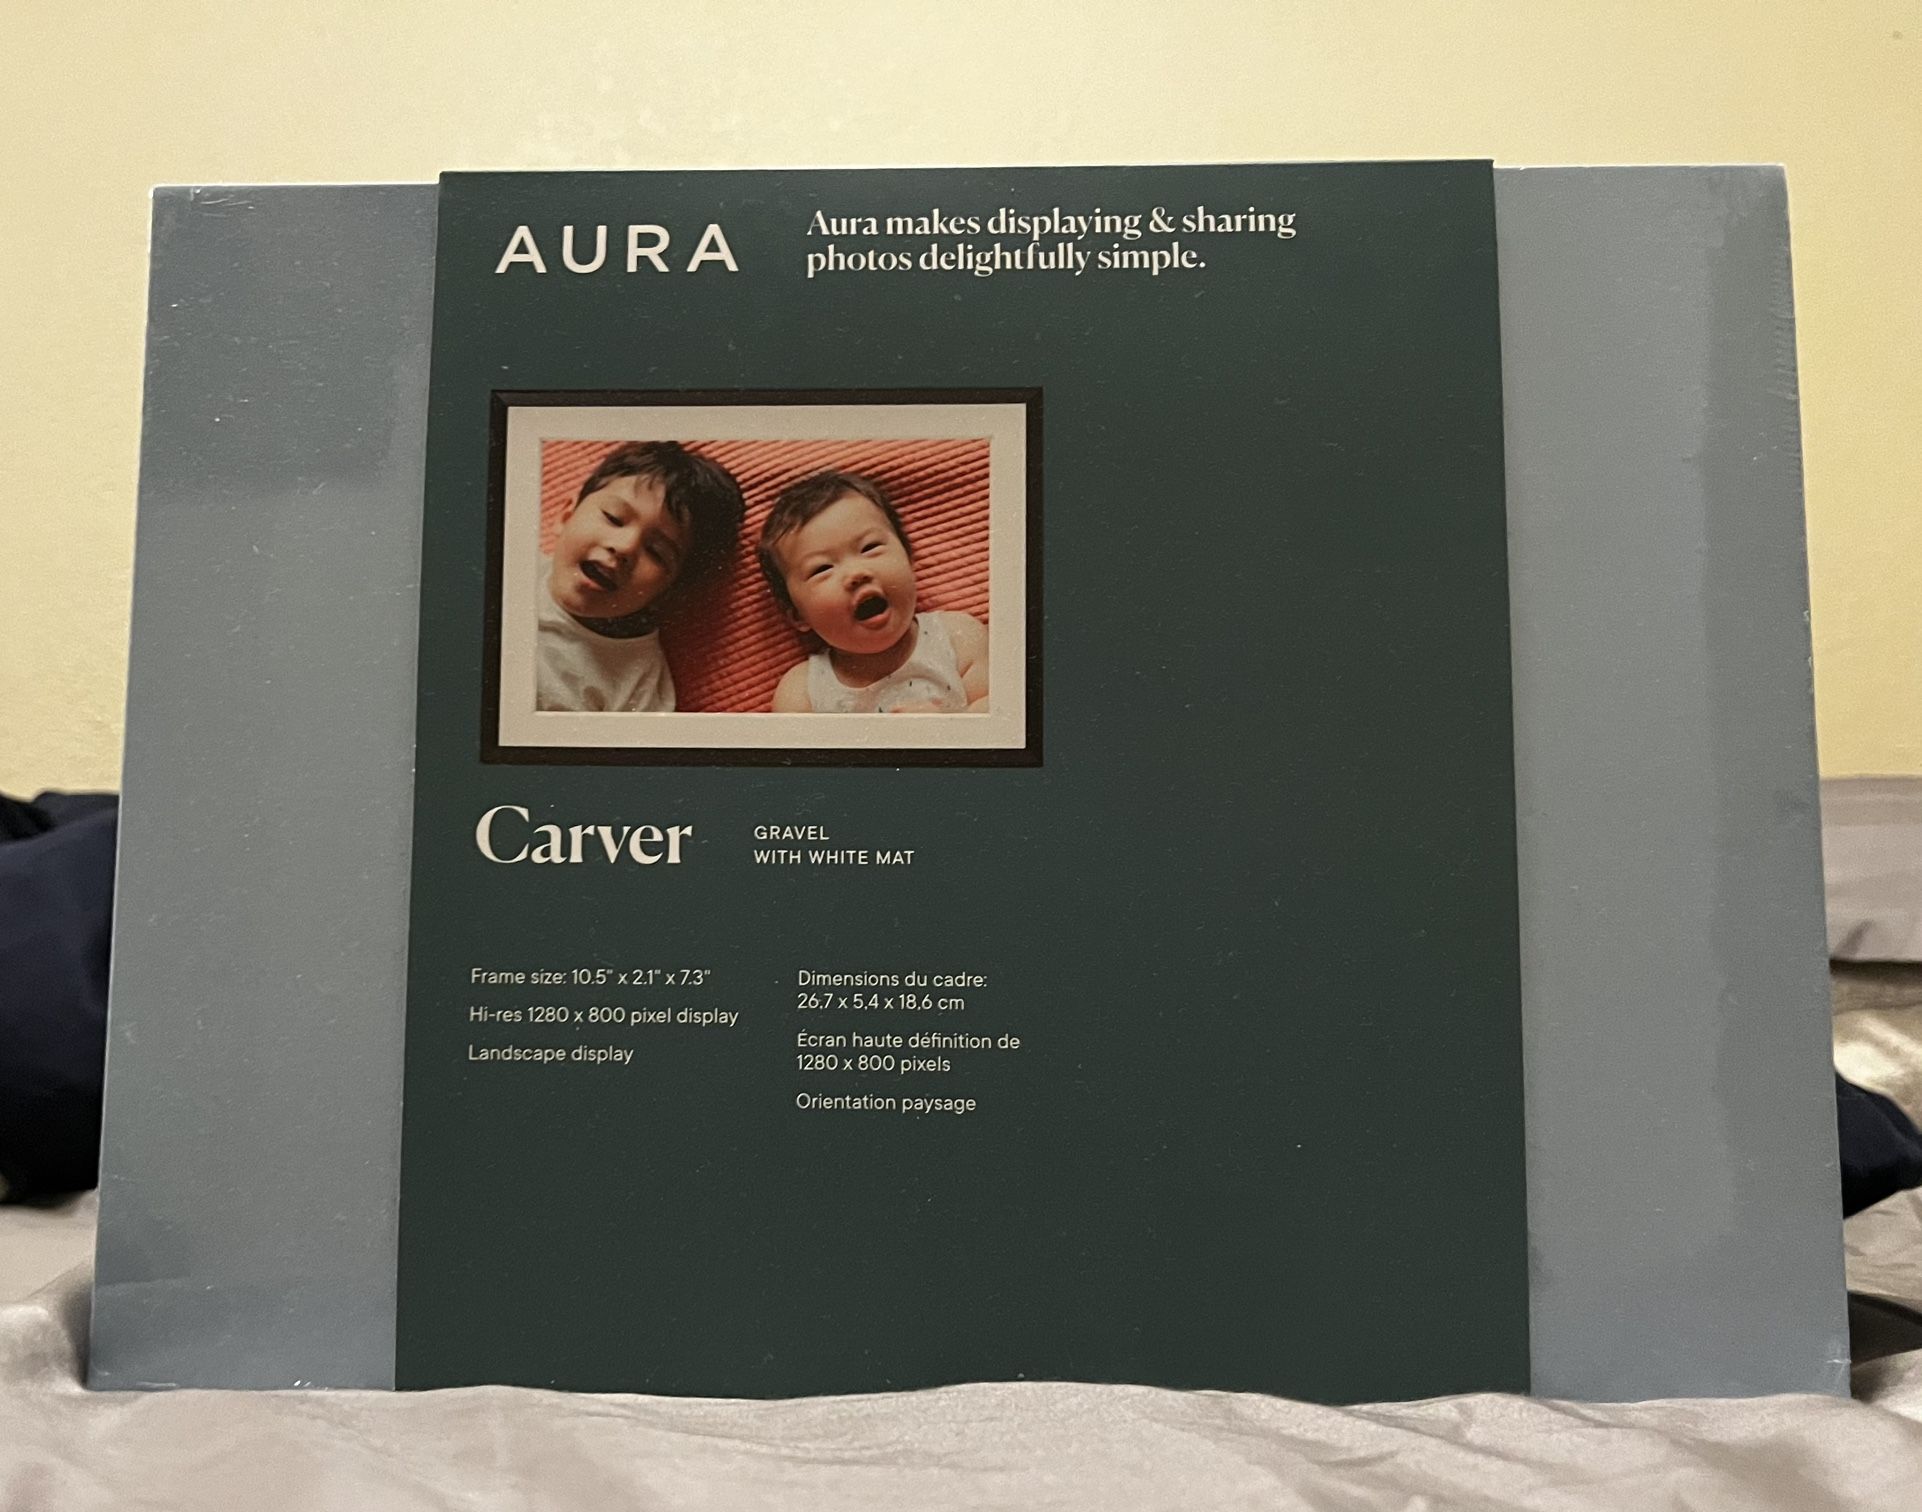 AURA
Aura makes displaying & sharing
photos delightfully simple.
Carver
GRAVEL
WITH WHITE MAT
Frame size: 10.5" x 2.1" x 7.3"
Hi-res 1280 x 800 pixel display
Landscape display
Dimensions du cadre:
26,7 x 5,4 x 18,6 cm
Écran haute définition de
1280 x 800 pixels
Orientation paysage